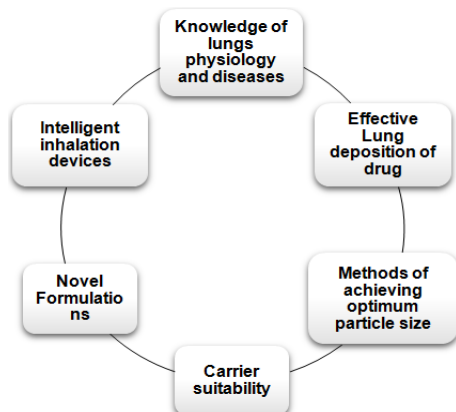 Knowledge of
lungs
physiology
and diseases
Effective
Lung
deposition of
drug
Methods of
achieving
optimum
particle size
Carrier
suitability
Novel
Formulatio
ns
Intelligent
inhalation
devices